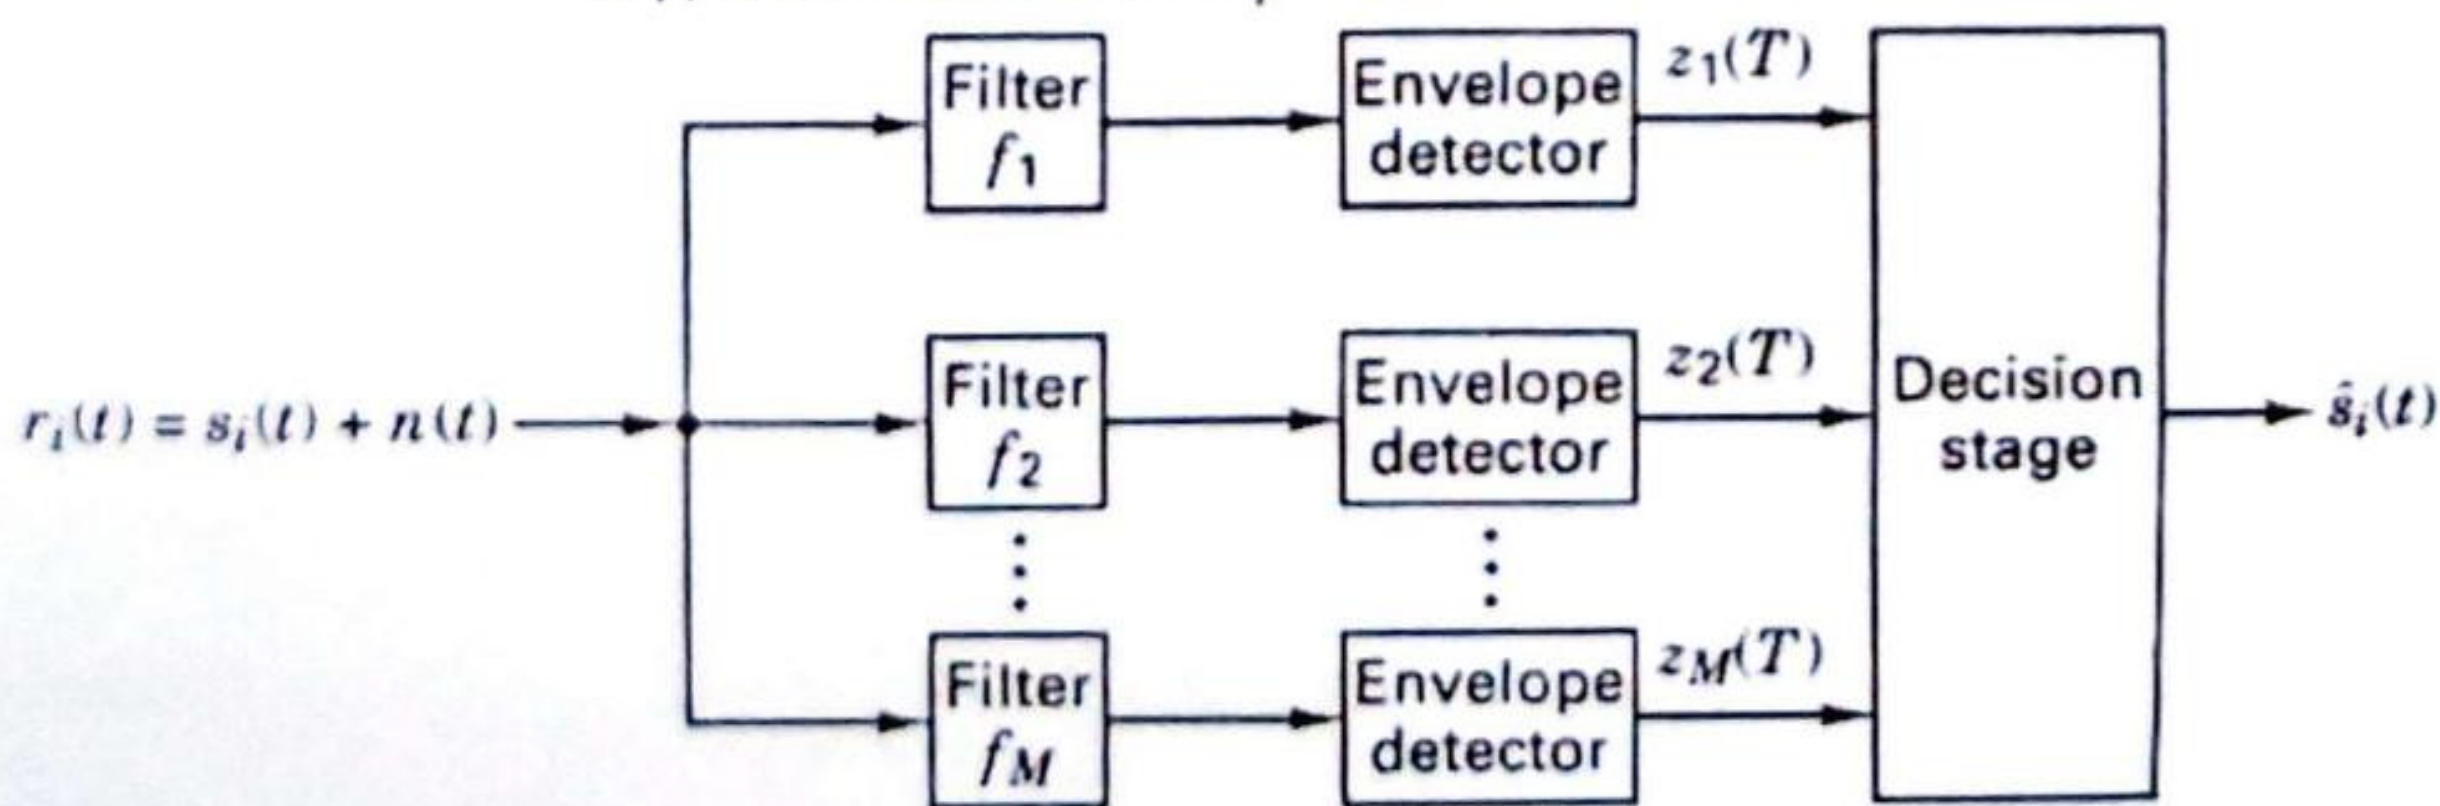 Filter
f1
Envelope
detector
z1(T)
ri(t) = si(t) + n(t)
Filter
f2
Envelope
detector
z2(T)
Decision
stage
ŝi(t)
Filter
fM
Envelope
detector
zM(T)